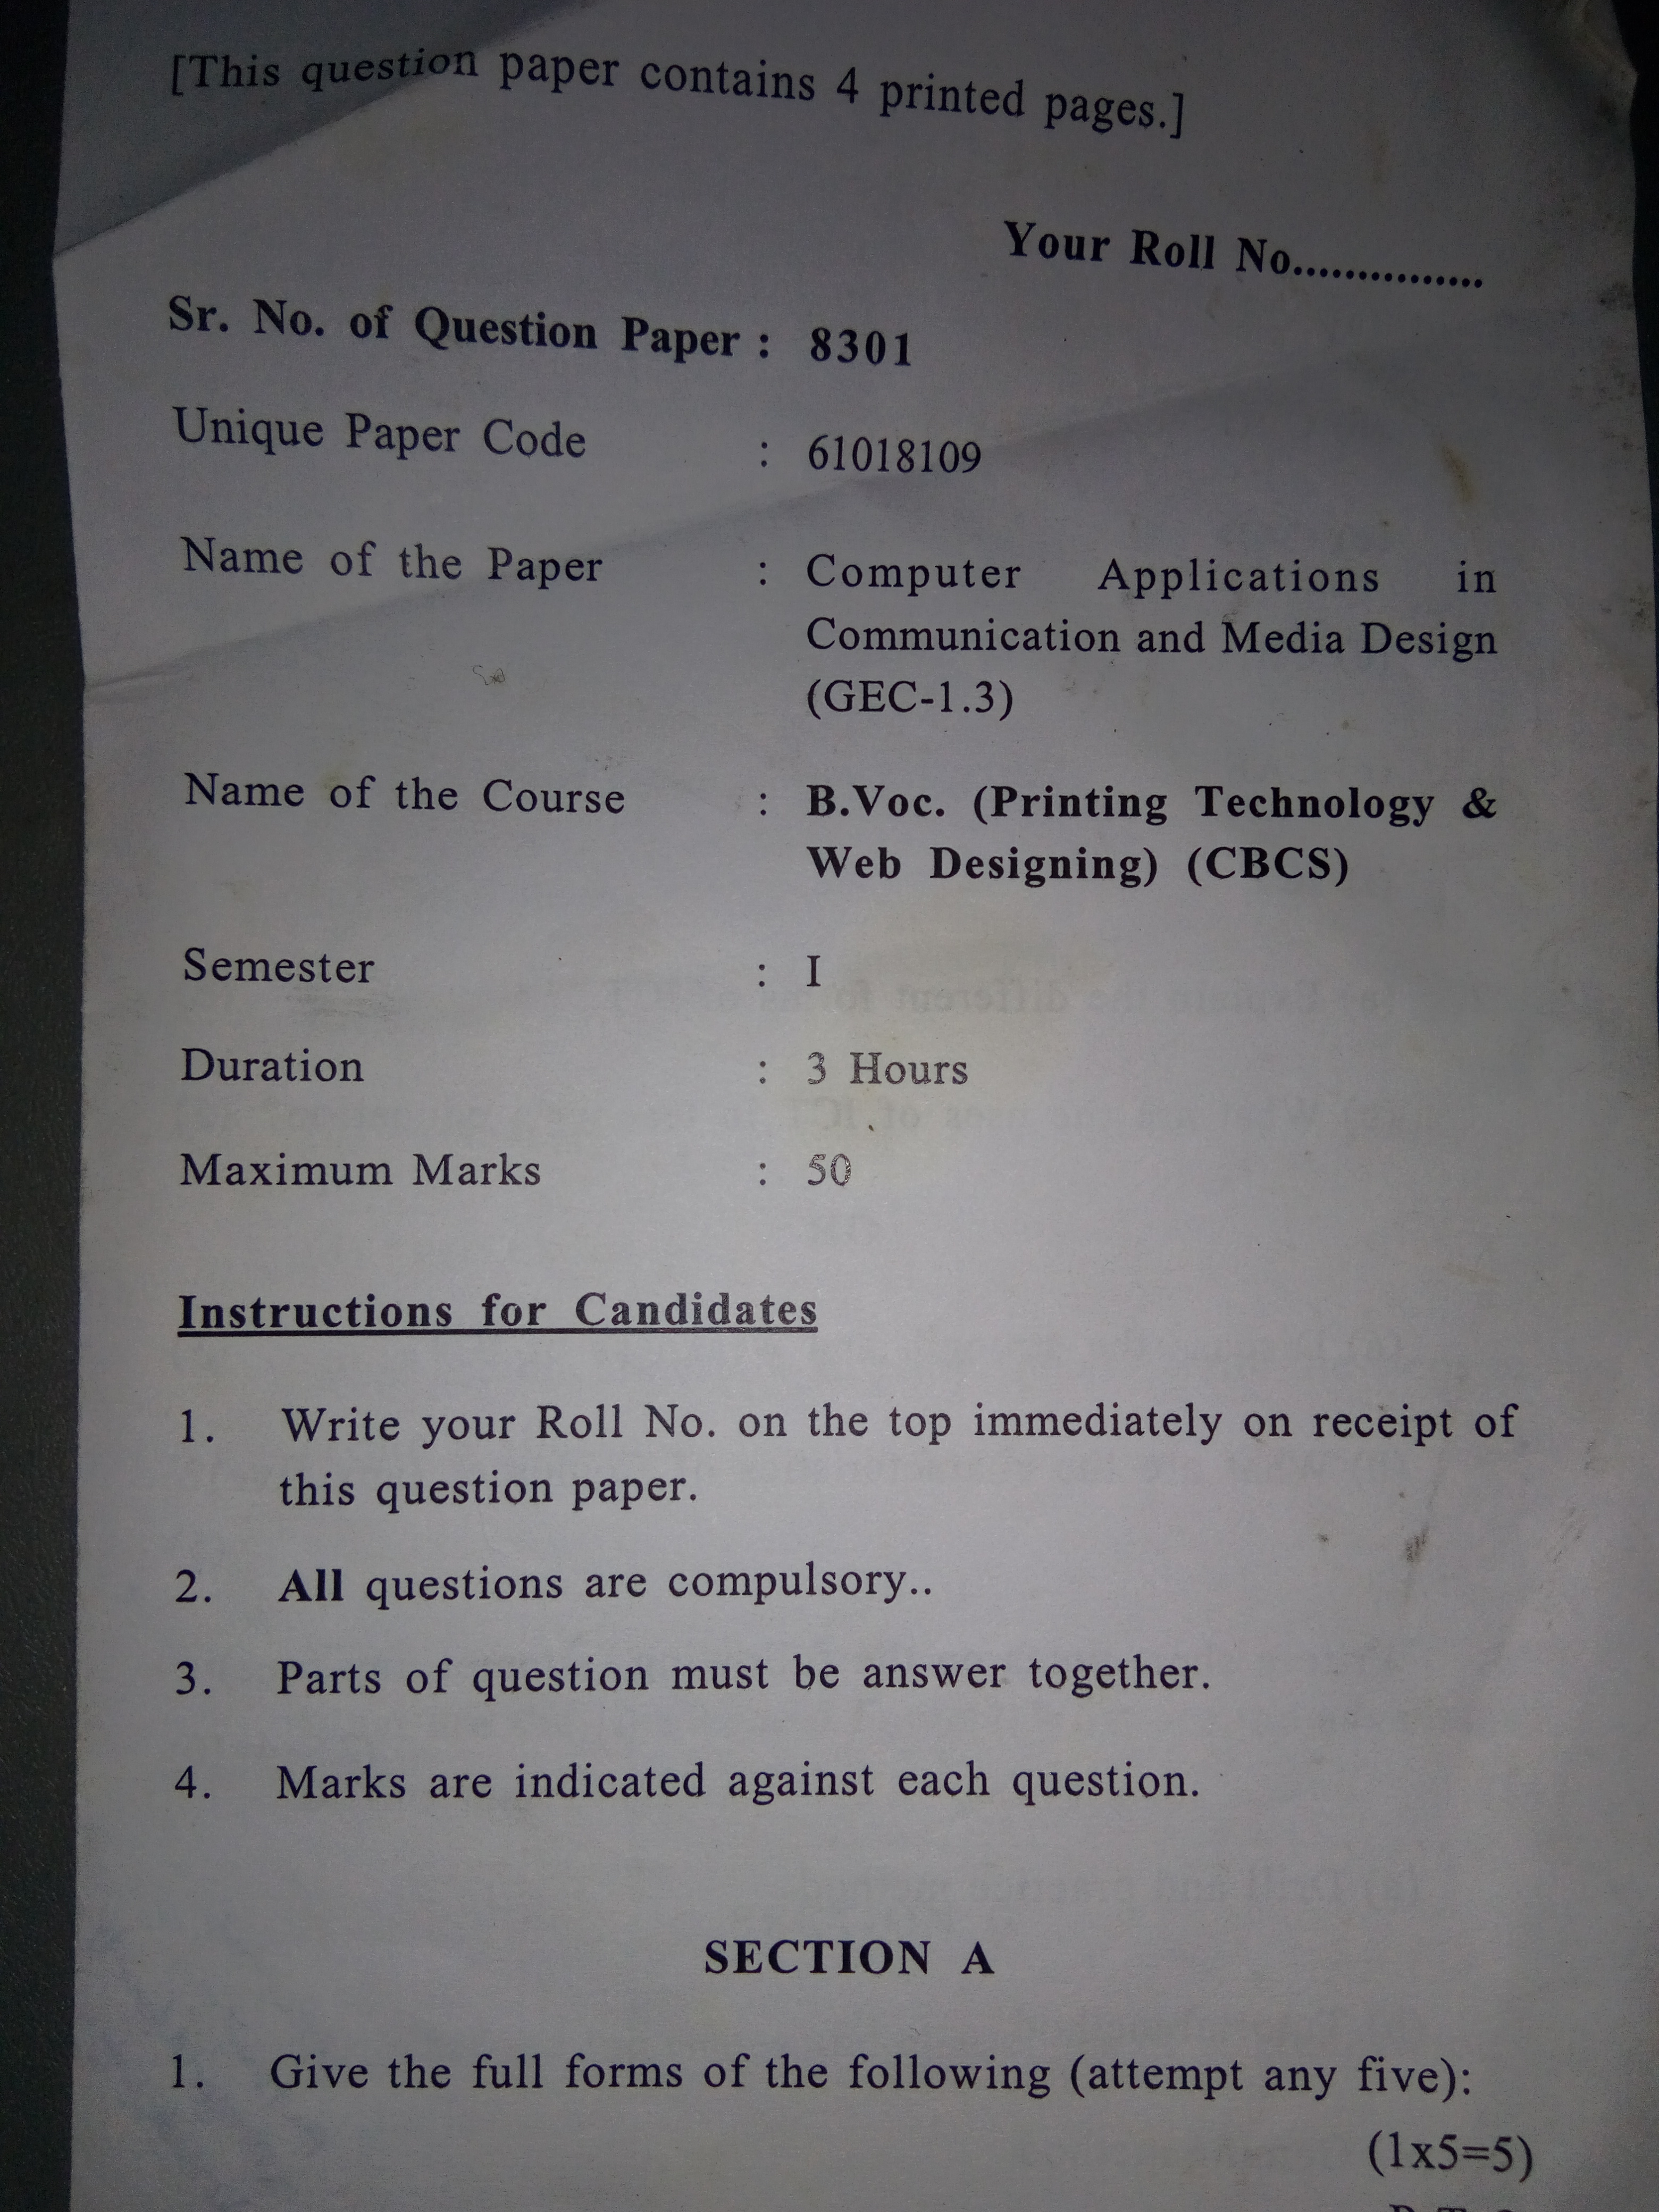 [This question paper contains 4 printed pages.]
Your Roll No...............
Sr. No. of Question Paper : 8301
Unique Paper Code : 61018109
Name of the Paper : Computer Applications in
Communication and Media Design
(GEC-1.3)
Name of the Course : B.Voc. (Printing Technology &
Web Designing) (CBCS)
Semester : I
Duration : 3 Hours
Maximum Marks : 50
Instructions for Candidates
1. Write your Roll No. on the top immediately on receipt of
this question paper.
2. All questions are compulsory..
3. Parts of question must be answer together.
4. Marks are indicated against each question.
SECTION A
1. Give the full forms of the following (attempt any five):
(1x5=5)